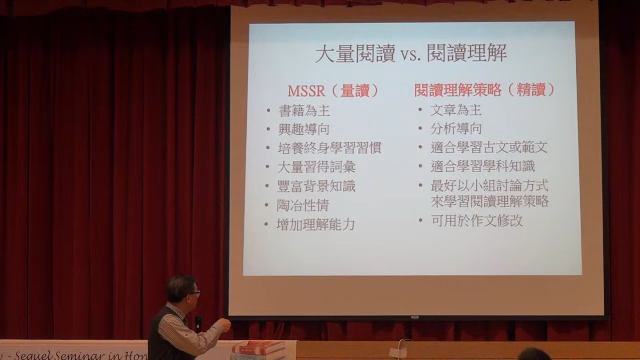 大量閱讀 vs. 閱讀理解
MSSR（量讀）
• 書籍為主
• 興趣導向
• 培養終身學習習慣
• 大量習得詞彙
• 豐富背景知識
• 陶冶性情
• 增加理解能力
閱讀理解策略（精讀）
• 文章為主
• 分析導向
• 適合學習古文或範文
• 適合學習學科知識
• 最好以小組討論方式
來學習閱讀理解策略
• 可用於作文修改
- Sequel Seminar in Hon